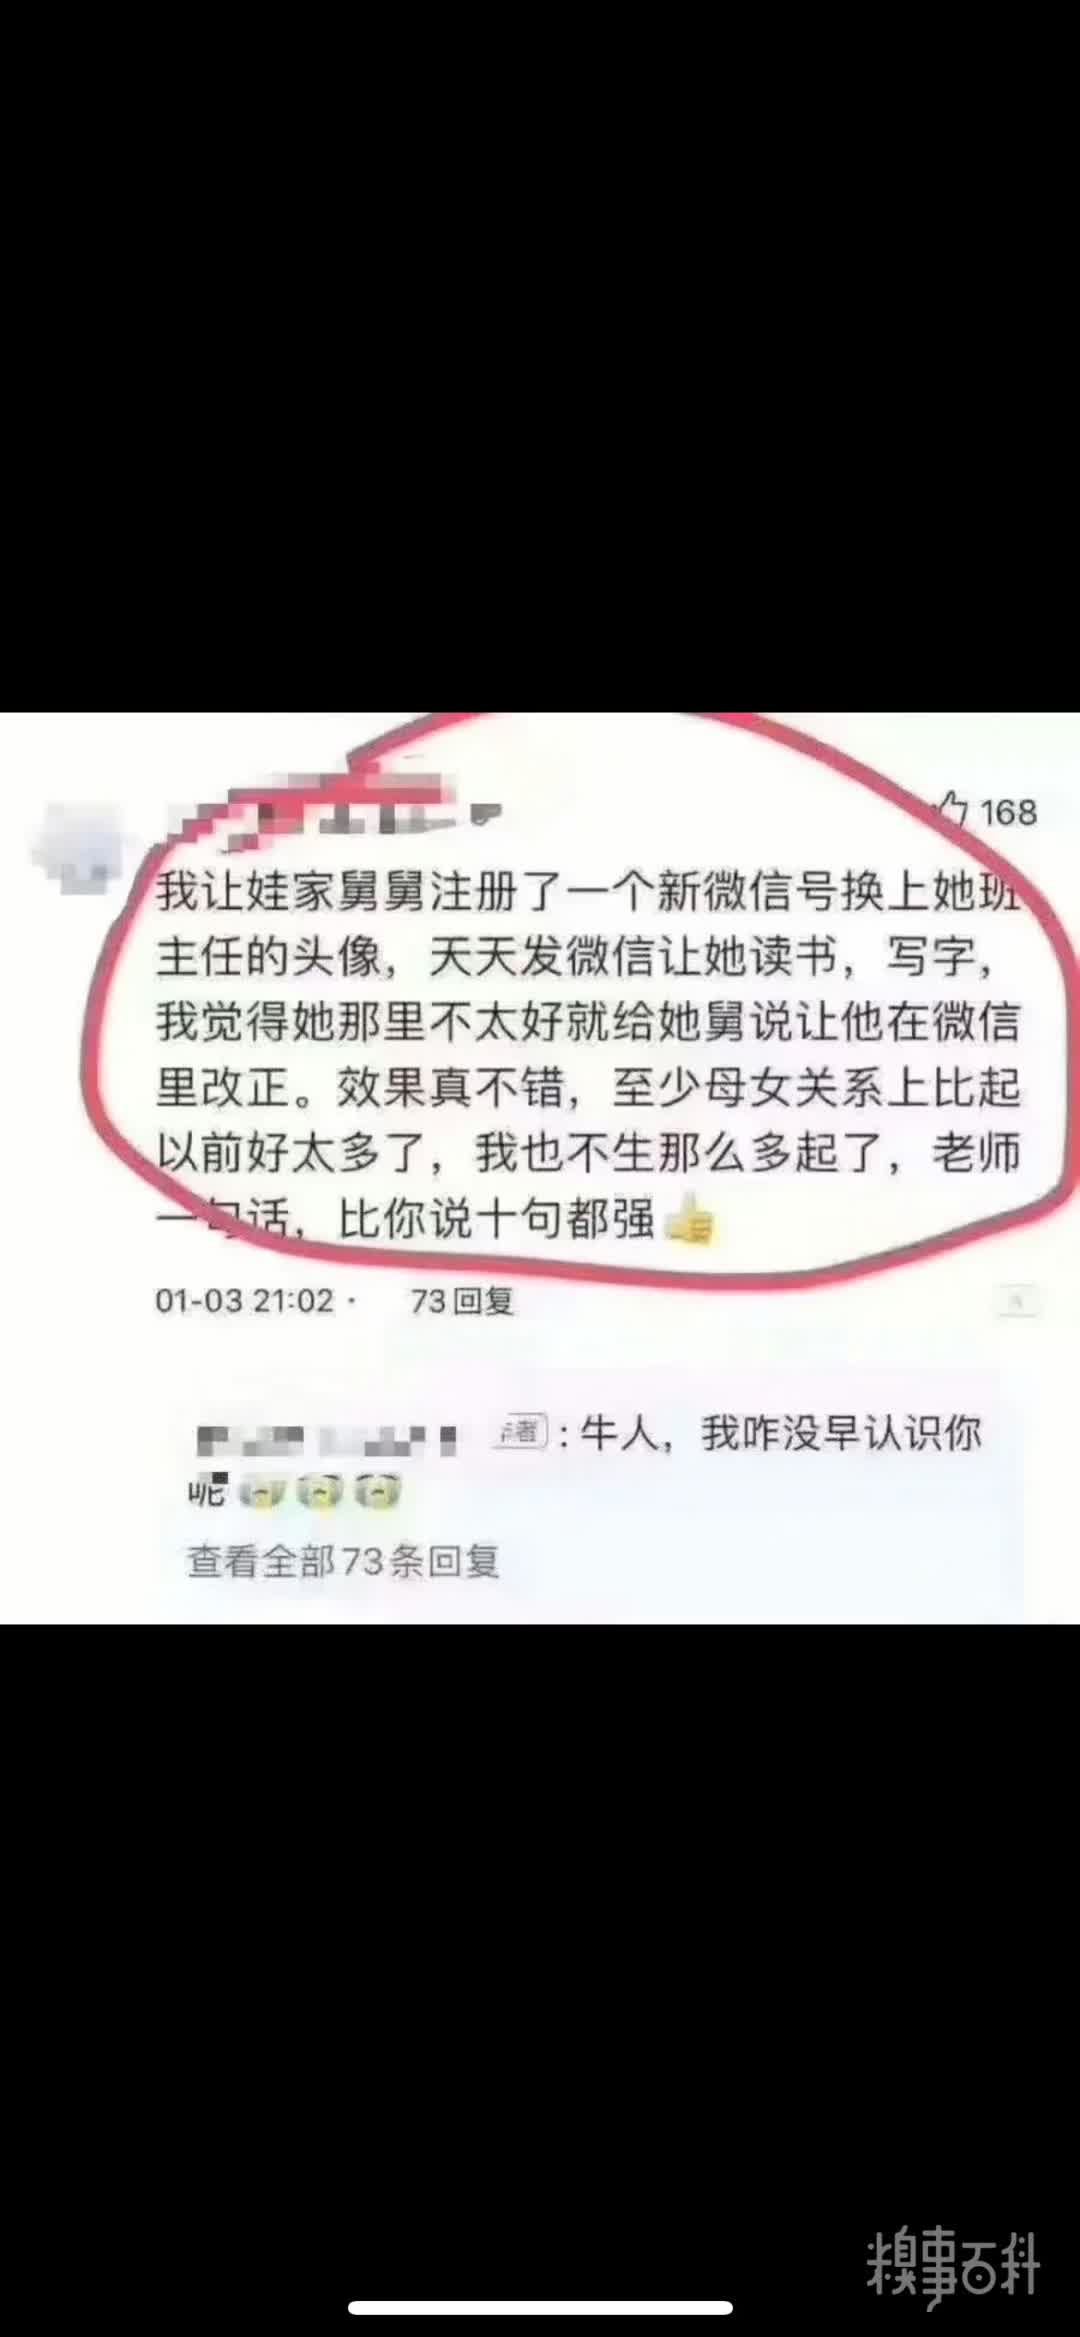 168
我让娃家舅舅注册了一个新微信号换上她班
主任的头像，天天发微信让她读书，写字，
我觉得她那里不太好就给她舅说让他在微信
里改正。效果真不错，至少母女关系上比起
以前好太多了，我也不生那么多起了，老师
一句话，比你说十句都强👍
01-03 21:02 · 73回复
：牛人，我咋没早认识你
呢
查看全部73条回复
糗事百科